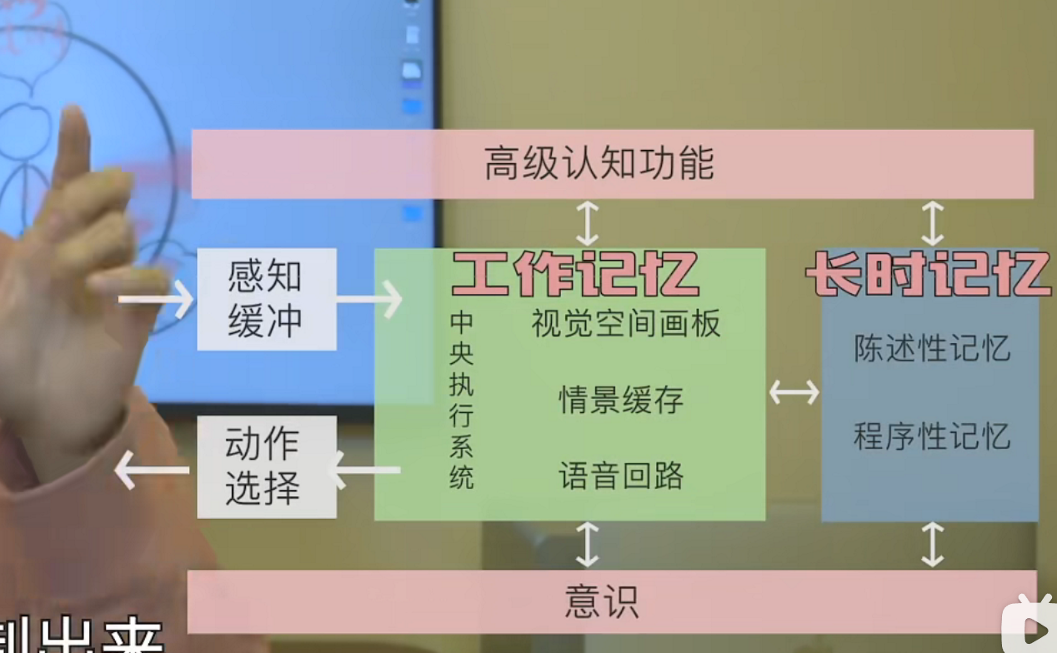 高级认知功能
感知
缓冲
工作记忆
长时记忆
中央执行系统
视觉空间画板
情景缓存
语音回路
陈述性记忆
程序性记忆
动作
选择
意识
制出来